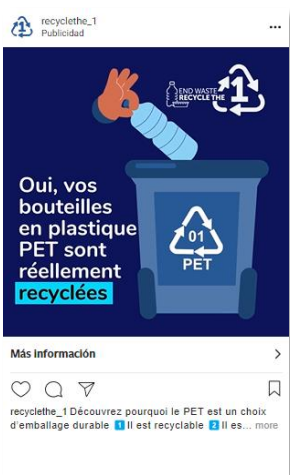 recyclethe_1
Publicidad
...
END WASTE
RECYCLE THE
1
Oui, vos
bouteilles
en plastique
PET sont
réellement
recyclées
01
PET
Más información
recyclethe_1 Découvrez pourquoi le PET est un choix
d'emballage durable 1️⃣ Il est recyclable 2️⃣ Il es... more